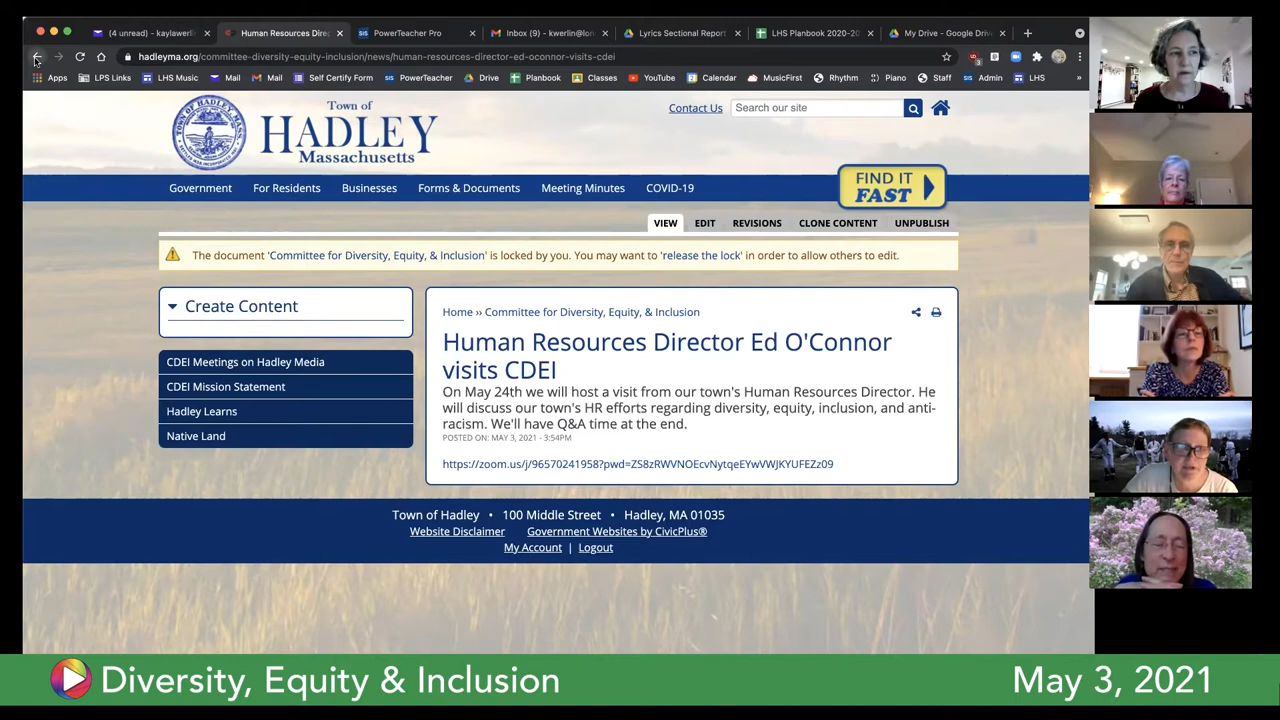 (4 unread) - kaylawerlin
Human Resources Direc
PowerTeacher Pro
Inbox (9) - kwerlin@lon
Lyrics Sectional Report
LHS Planbook 2020-20
My Drive - Google Driv
hadleyma.org/committee-diversity-equity-inclusion/news/human-resources-director-ed-oconnor-visits-cdei
Apps LPS Links LHS Music Mail Self Certify Form PowerTeacher Drive Planbook Classes YouTube Calendar MusicFirst Rhythm Piano Staff Admin LHS
Town of
HADLEY
Massachusetts
Contact Us
Search our site
Government For Residents Businesses Forms & Documents Meeting Minutes COVID-19
FIND IT
FAST
VIEW EDIT REVISIONS CLONE CONTENT UNPUBLISH
The document 'Committee for Diversity, Equity, & Inclusion' is locked by you. You may want to 'release the lock' in order to allow others to edit.
Create Content
CDEI Meetings on Hadley Media
CDEI Mission Statement
Hadley Learns
Native Land
Home ›› Committee for Diversity, Equity, & Inclusion
Human Resources Director Ed O'Connor
visits CDEI
On May 24th we will host a visit from our town's Human Resources Director. He
will discuss our town's HR efforts regarding diversity, equity, inclusion, and anti-
racism. We'll have Q&A time at the end.
POSTED ON: MAY 3, 2021 - 3:54PM
https://zoom.us/j/96570241958?pwd=ZS8zRWVNOEcvNytqeEYwVWJKYUFEZz09
Town of Hadley • 100 Middle Street • Hadley, MA 01035
Website Disclaimer Government Websites by CivicPlus®
My Account | Logout
Diversity, Equity & Inclusion
May 3, 2021